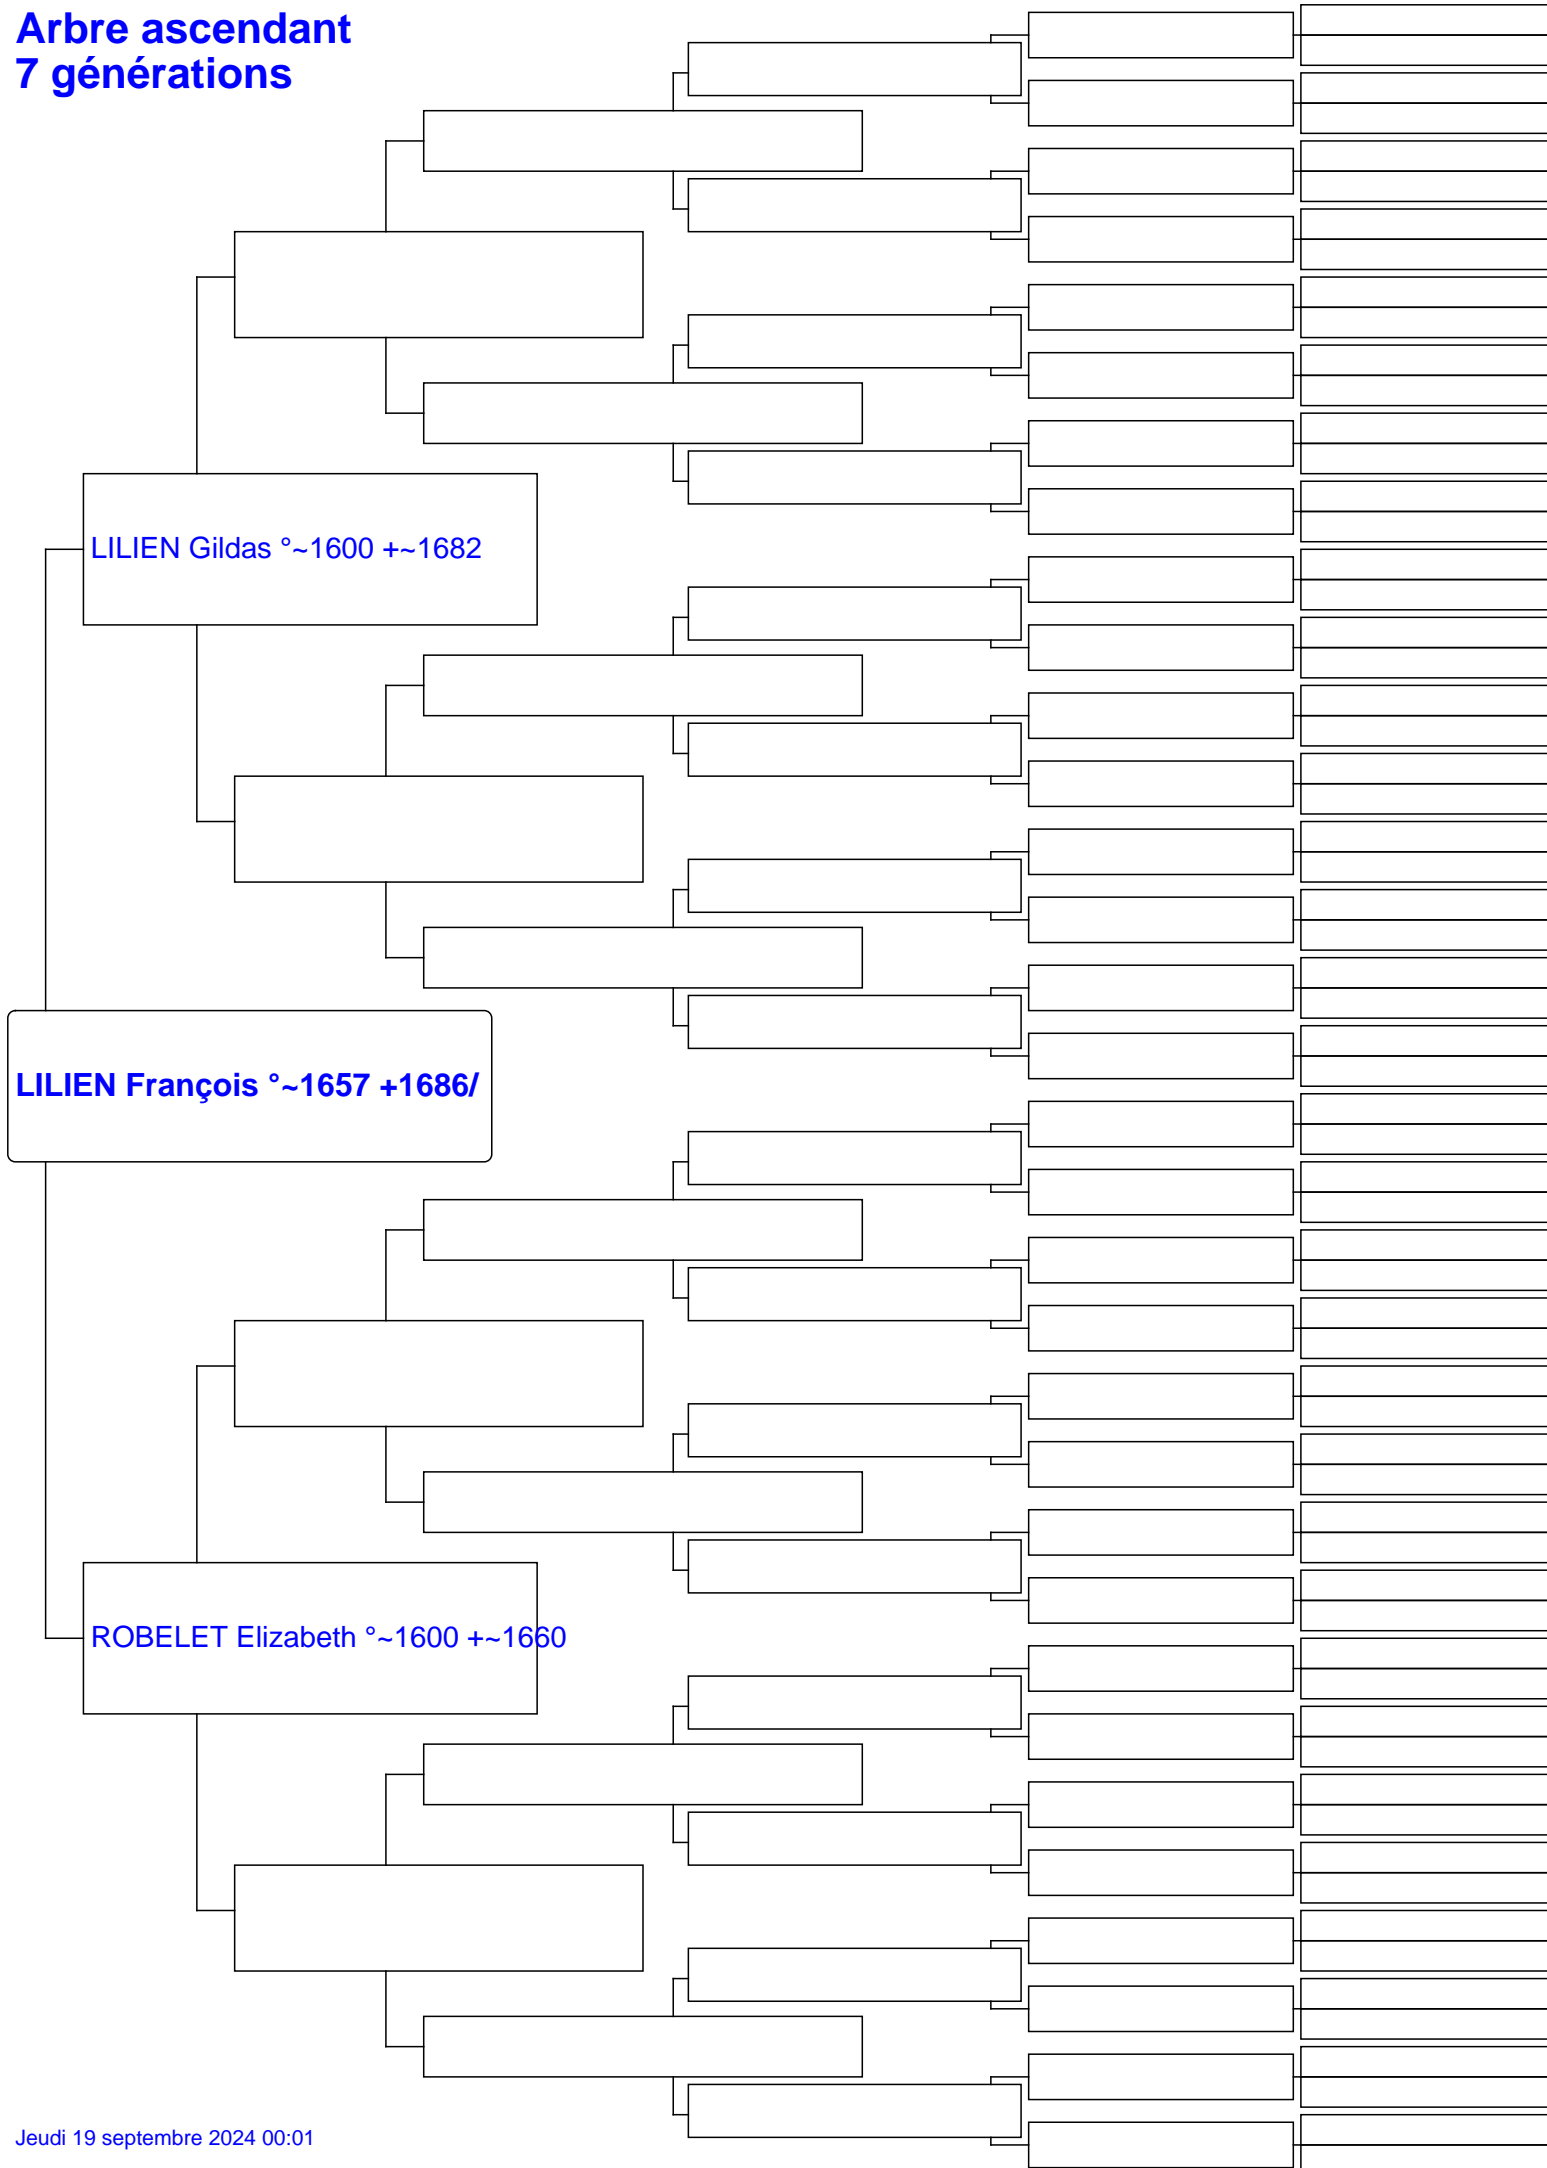 Arbre ascendant
7 générations
LILIEN Gildas °~1600 +~1682
LILIEN François °~1657 +1686/
ROBELET Elizabeth °~1600 +~1660
Jeudi 19 septembre 2024 00:01